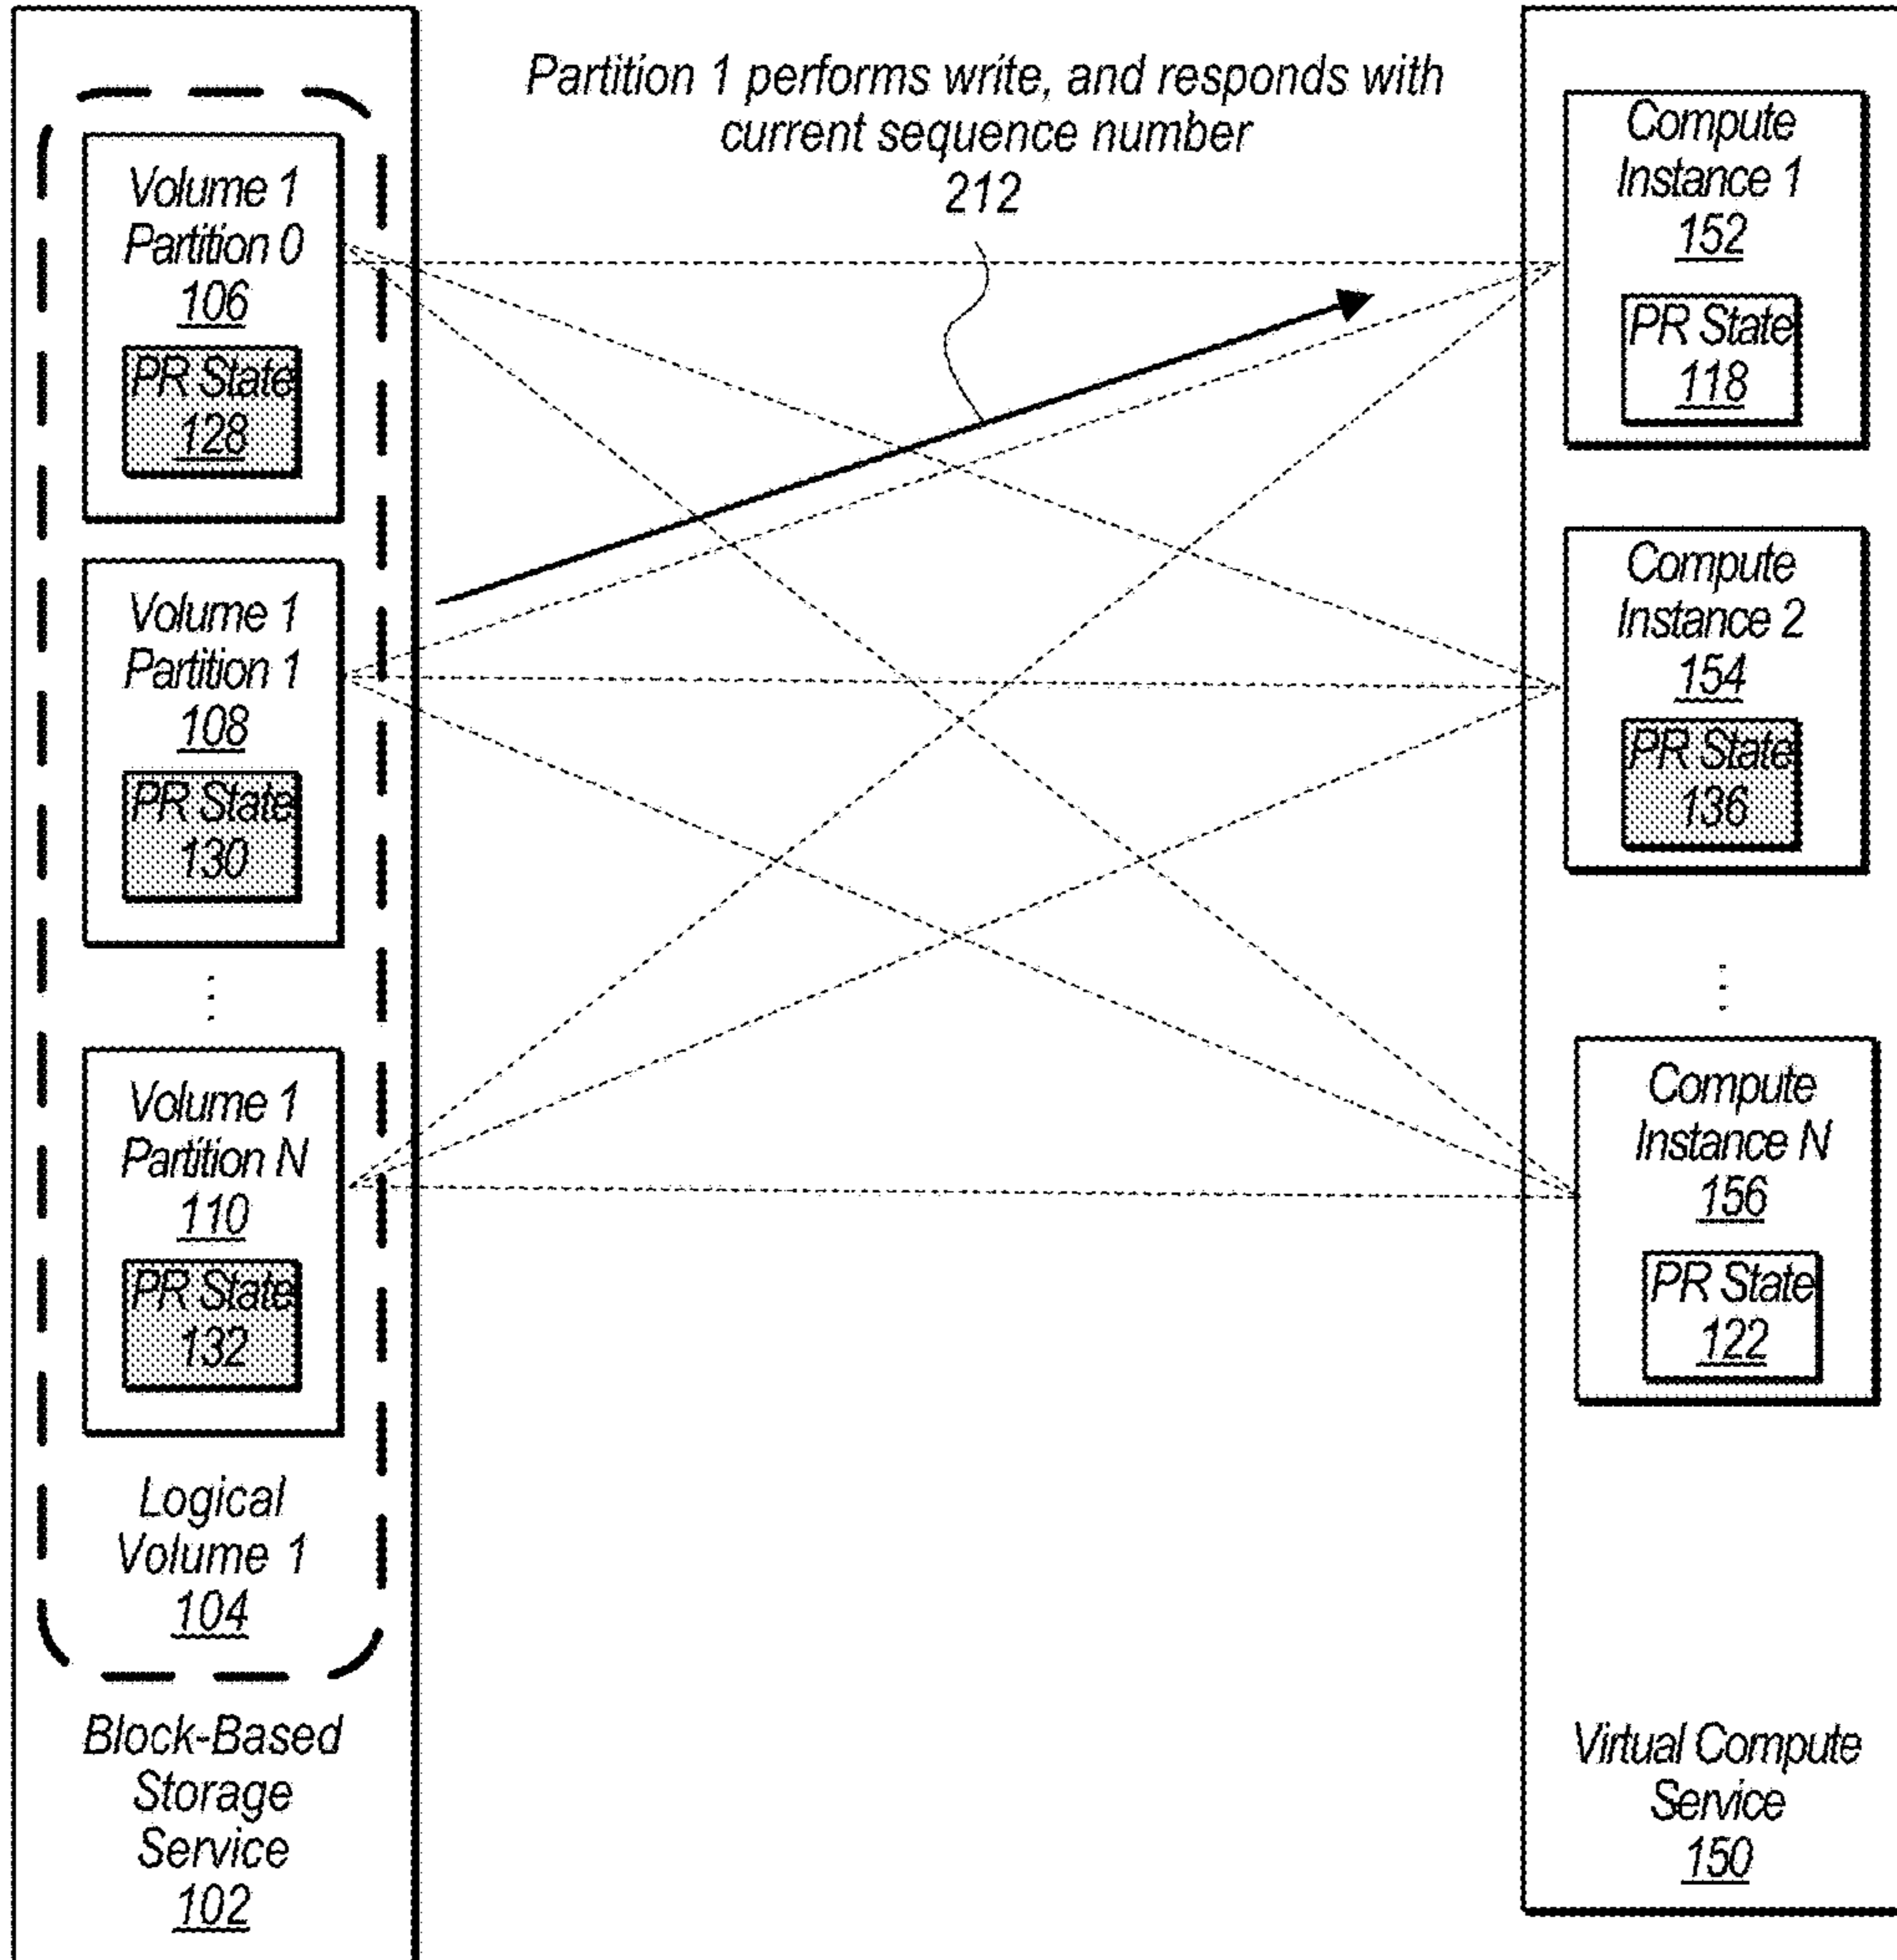 Partition 1 performs write, and responds with
current sequence number
212
Volume 1
Partition 0
106
PR State
128
Volume 1
Partition 1
108
PR State
130
⋮
Volume 1
Partition N
110
PR State
132
Logical
Volume 1
104
Block-Based
Storage
Service
102
Compute
Instance 1
152
PR State
118
Compute
Instance 2
154
PR State
136
⋮
Compute
Instance N
156
PR State
122
Virtual Compute
Service
150